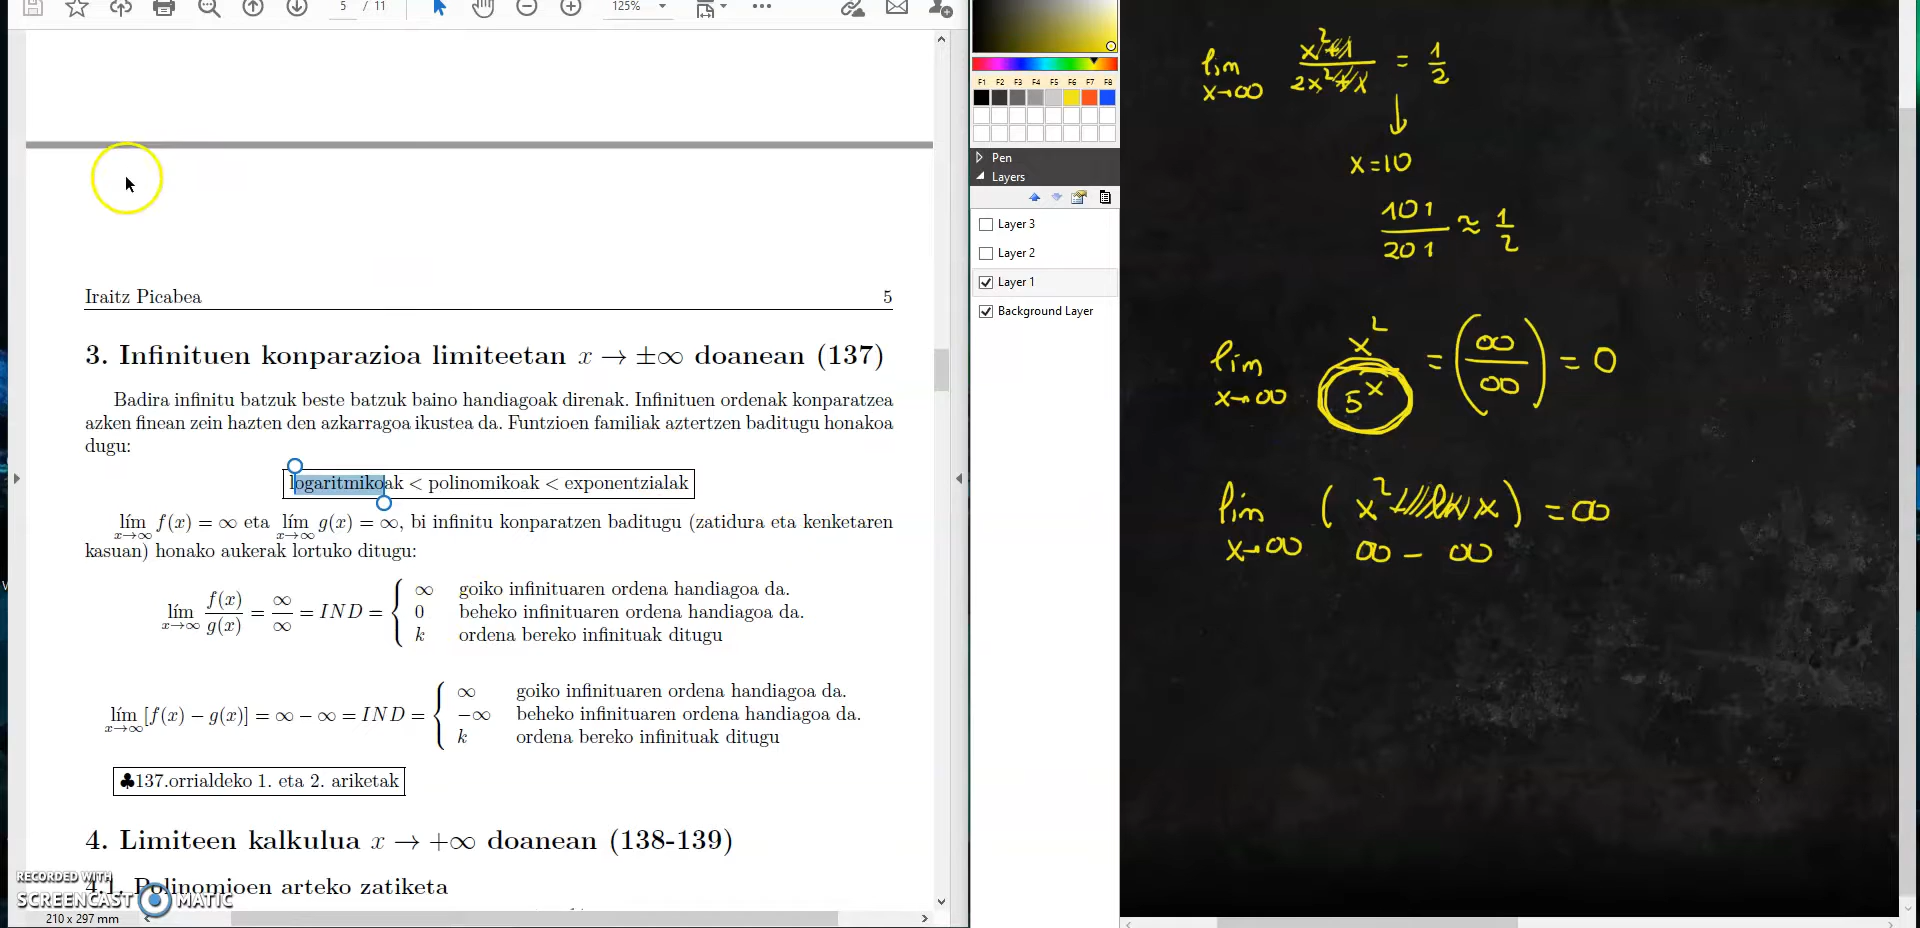 5 / 11
125%
Iraitz Picabea 5
3. Infinituen konparazioa limiteetan x → ±∞ doanean (137)
Badira infinitu batzuk beste batzuk baino handiagoak direnak. Infinituen ordenak konparatzea
azken finean zein hazten den azkarragoa ikustea da. Funtzioen familiak aztertzen baditugu honakoa
dugu:
logaritmikoak < polinomikoak < exponentzialak
lím x→∞ f(x) = ∞ eta lím x→∞ g(x) = ∞, bi infinitu konparatzen baditugu (zatidura eta kenketaren
kasuan) honako aukerak lortuko ditugu:
lím x→∞ f(x)/g(x) = ∞/∞ = IND =
∞ goiko infinituaren ordena handiagoa da.
0 beheko infinituaren ordena handiagoa da.
k ordena bereko infinituak ditugu
lím x→∞ [f(x) − g(x)] = ∞ − ∞ = IND =
∞ goiko infinituaren ordena handiagoa da.
−∞ beheko infinituaren ordena handiagoa da.
k ordena bereko infinituak ditugu
♣137.orrialdeko 1. eta 2. ariketak
4. Limiteen kalkulua x → +∞ doanean (138-139)
4.1. Polinomioen arteko zatiketa
RECORDED WITH
SCREENCAST MATIC
210 x 297 mm
F1 F2 F3 F4 F5 F6 F7 F8
Pen
Layers
Layer 3
Layer 2
Layer 1
Background Layer
lim x→∞ x²+1 / 2x²+1 = 1/2
x=10
101/201 ≈ 1/2
lim x→∞ x²/5^x = (∞/∞) = 0
lim x→∞ ( x² x ) = ∞
∞ − ∞